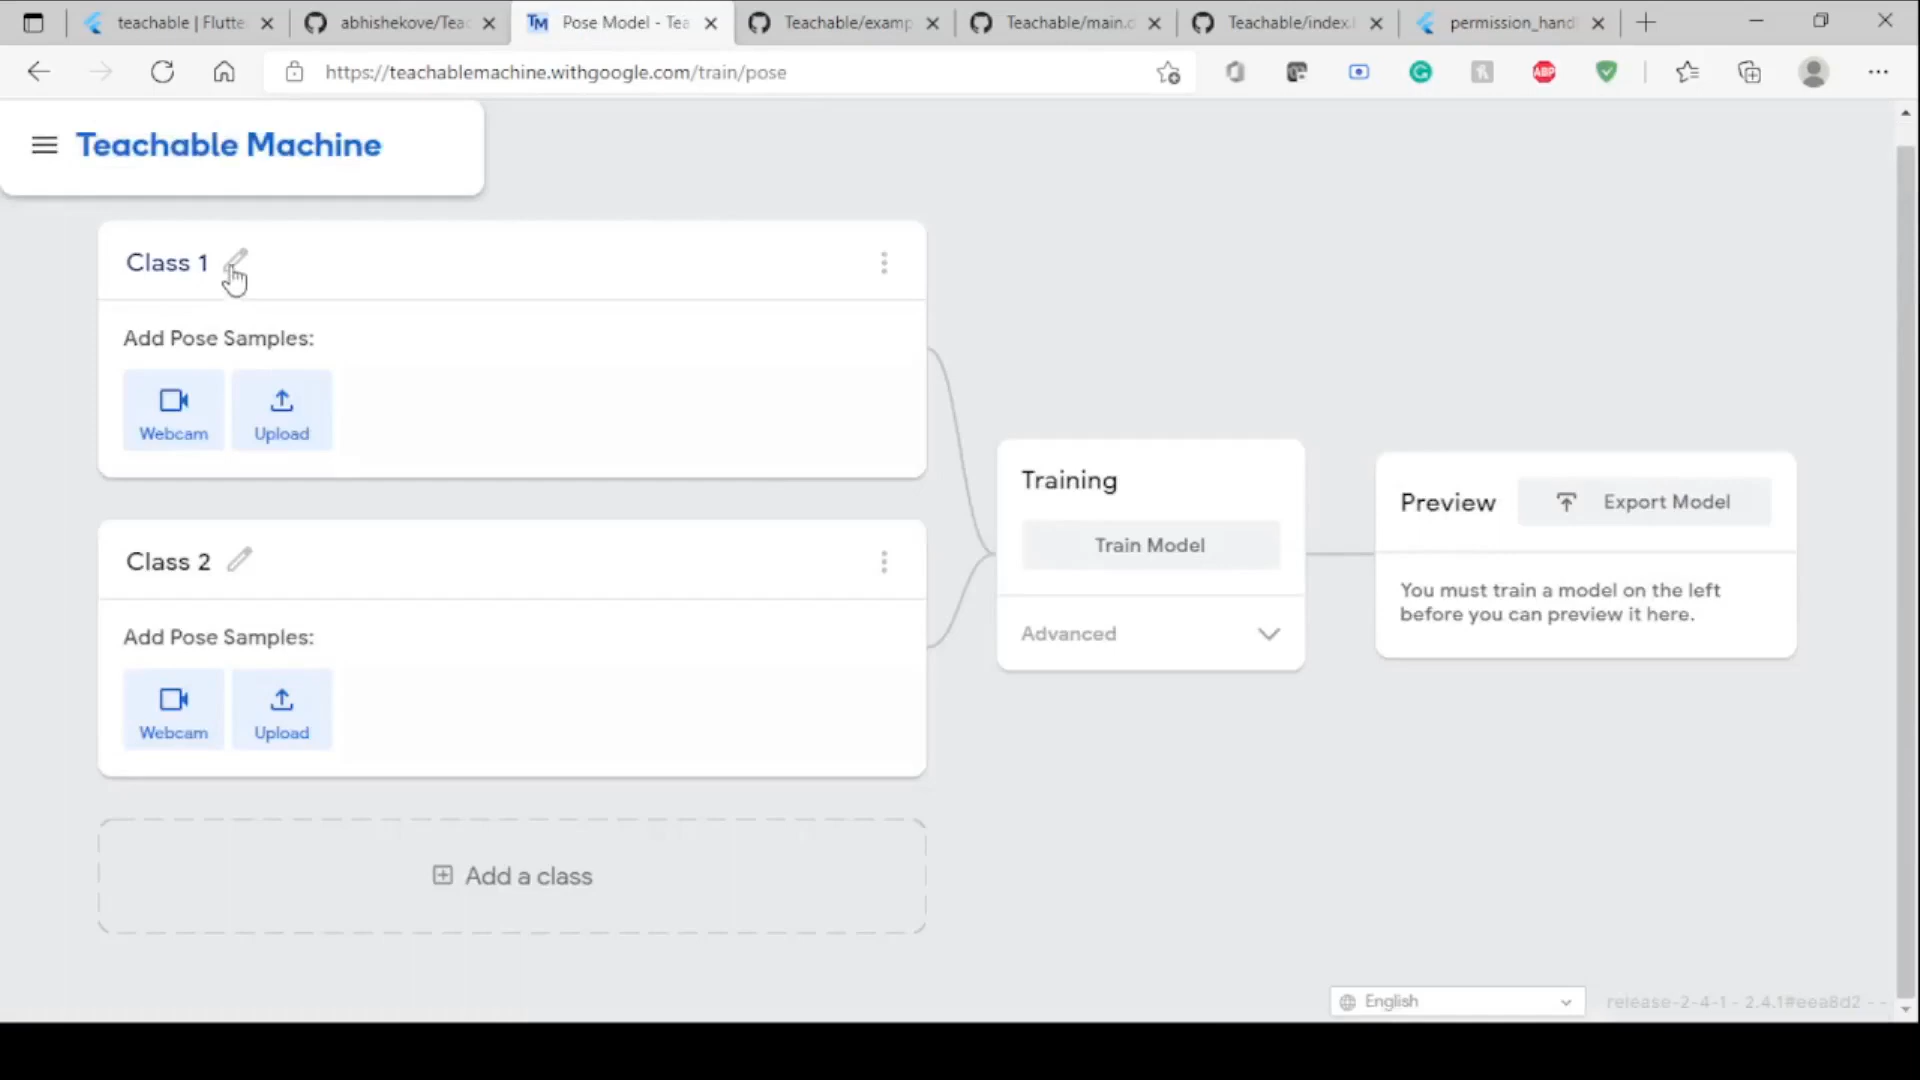 teachable | Flutte
abhishekove/Teac
TM
Pose Model - Tea
Teachable/examp
Teachable/main.
Teachable/index.
permission_hand
https://teachablemachine.withgoogle.com/train/pose
ABP
Teachable Machine
Class 1
Add Pose Samples:
Webcam
Upload
Class 2
Add Pose Samples:
Webcam
Upload
Add a class
Training
Train Model
Advanced
Preview
Export Model
You must train a model on the left
before you can preview it here.
English
release-2-4-1 - 2.4.1#eea8d2 - -